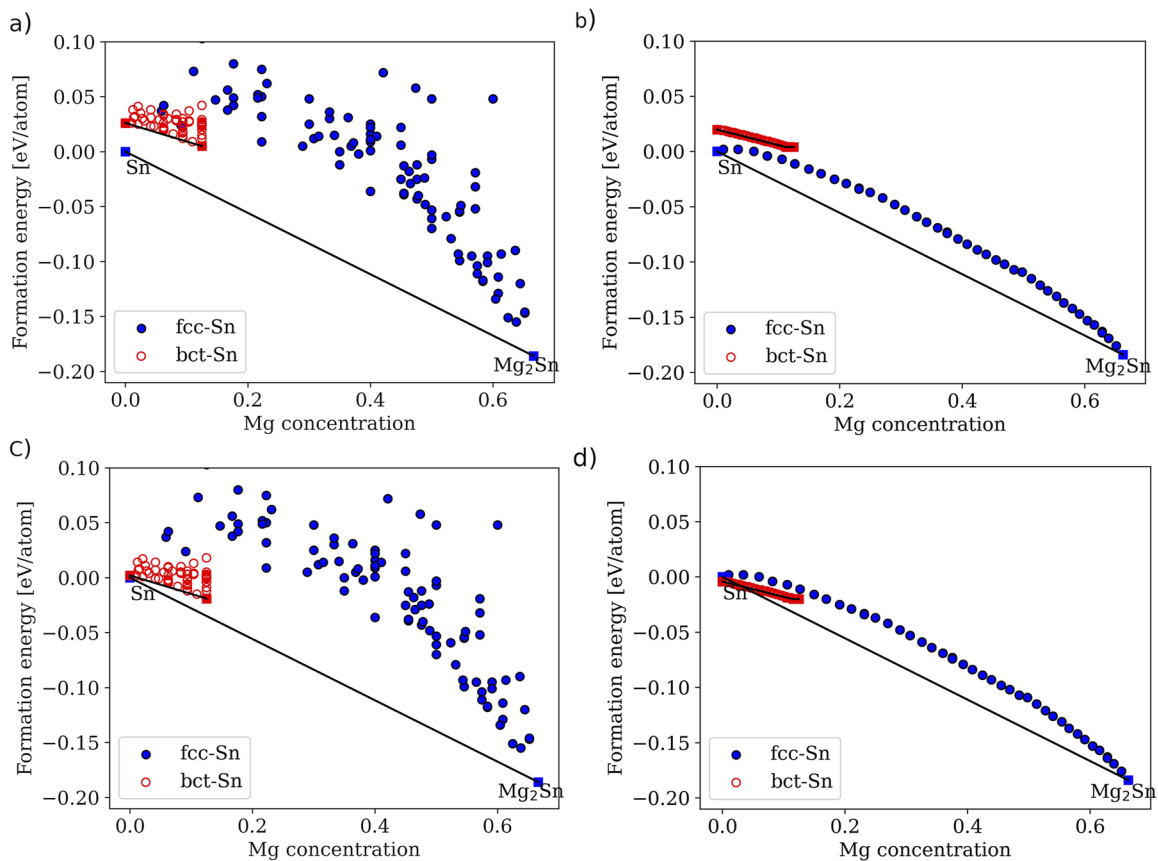 a)
Formation energy [eV/atom]
0.10
0.05
0.00
−0.05
−0.10
−0.15
−0.20
Sn
Mg2Sn
fcc-Sn
bct-Sn
0.0 0.2 0.4 0.6
Mg concentration
b)
Formation energy [eV/atom]
0.10
0.05
0.00
−0.05
−0.10
−0.15
−0.20
Sn
Mg2Sn
fcc-Sn
bct-Sn
0.0 0.2 0.4 0.6
Mg concentration
C)
Formation energy [eV/atom]
0.10
0.05
0.00
−0.05
−0.10
−0.15
−0.20
Sn
Mg2Sn
fcc-Sn
bct-Sn
0.0 0.2 0.4 0.6
Mg concentration
d)
Formation energy [eV/atom]
0.10
0.05
0.00
−0.05
−0.10
−0.15
−0.20
Sn
Mg2Sn
fcc-Sn
bct-Sn
0.0 0.2 0.4 0.6
Mg concentration